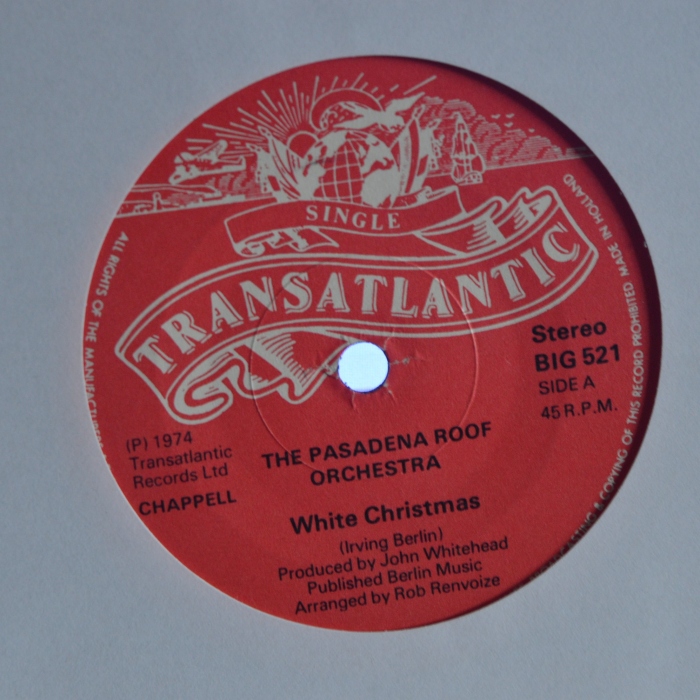 SINGLE
TRANSATLANTIC
ALL RIGHTS OF THE
COPYING OF THIS RECORD PROHIBITED MADE IN HOLLAND
Stereo
BIG 521
SIDE A
45 R.P.M.
(P) 1974
Transatlantic
Records Ltd
CHAPPELL
THE PASADENA ROOF
ORCHESTRA
White Christmas
(Irving Berlin)
Produced by John Whitehead
Published Berlin Music
Arranged by Rob Renvoize